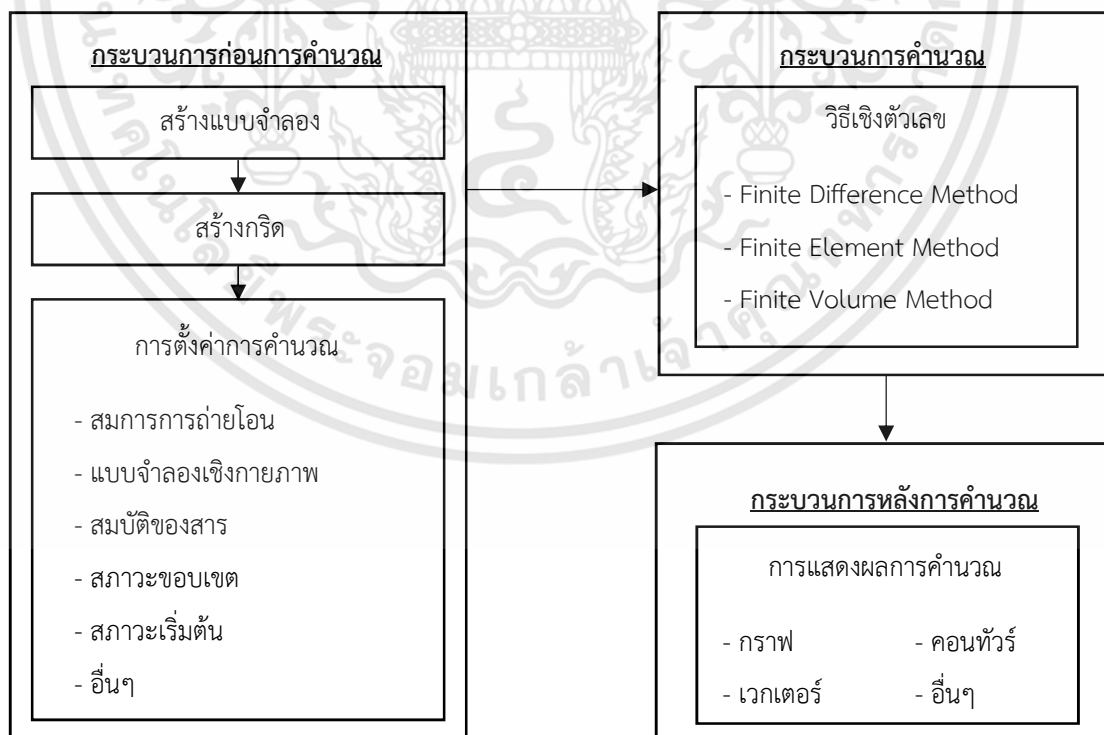 กระบวนการก่อนการคำนวณ
สร้างแบบจำลอง
สร้างกริด
การตั้งค่าการคำนวณ
- สมการการถ่ายโอน
- แบบจำลองเชิงกายภาพ
- สมบัติของสาร
- สภาวะขอบเขต
- สภาวะเริ่มต้น
- อื่นๆ
กระบวนการคำนวณ
วิธีเชิงตัวเลข
- Finite Difference Method
- Finite Element Method
- Finite Volume Method
กระบวนการหลังการคำนวณ
การแสดงผลการคำนวณ
- กราฟ - คอนทัวร์
- เวกเตอร์ - อื่นๆ